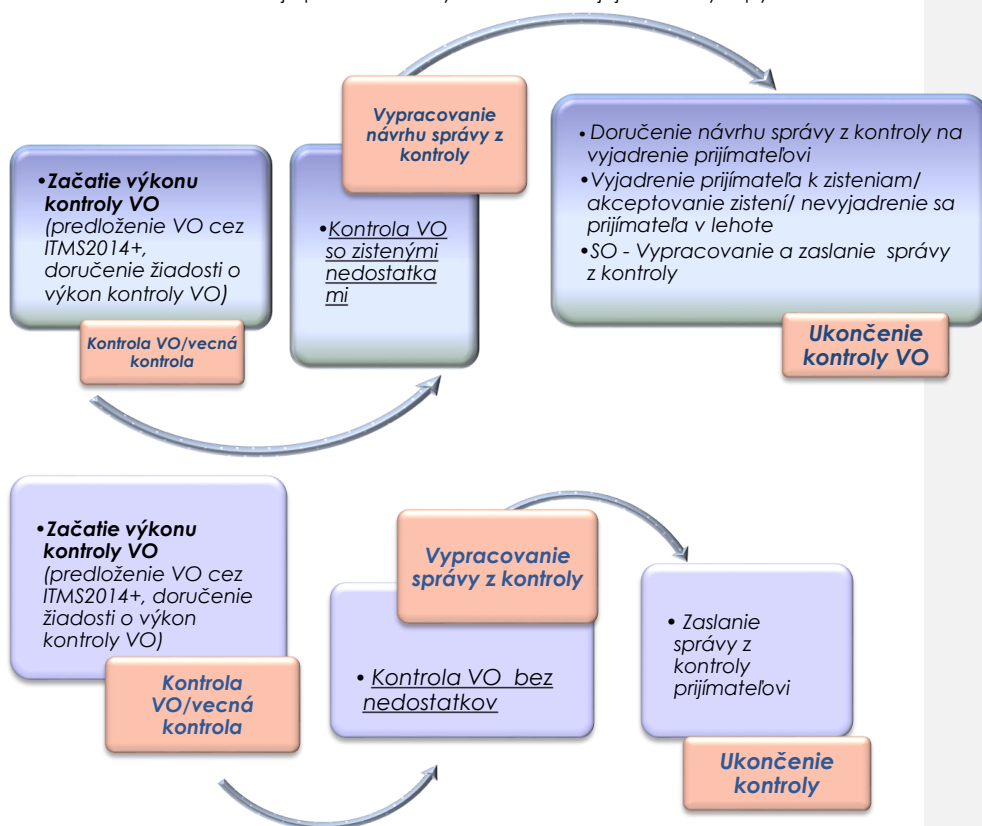 Vypracovanie
návrhu správy z
kontroly
•Začatie výkonu
kontroly VO
(predloženie VO cez
ITMS2014+,
doručenie žiadosti o
výkon kontroly VO)
Kontrola VO/vecná
kontrola
•Kontrola VO
so zistenými
nedostatka
mi
• Doručenie návrhu správy z kontroly na
vyjadrenie prijímateľovi
•Vyjadrenie prijímateľa k zisteniam/
akceptovanie zistení/ nevyjadrenie sa
prijímateľa v lehote
•SO - Vypracovanie a zaslanie správy
z kontroly
Ukončenie
kontroly VO
•Začatie výkonu
kontroly VO
(predloženie VO cez
ITMS2014+, doručenie
žiadosti o výkon
kontroly VO)
Kontrola
VO/vecná
kontrola
Vypracovanie
správy z kontroly
• Kontrola VO bez
nedostatkov
• Zaslanie
správy z
kontroly
prijímateľovi
Ukončenie
kontroly